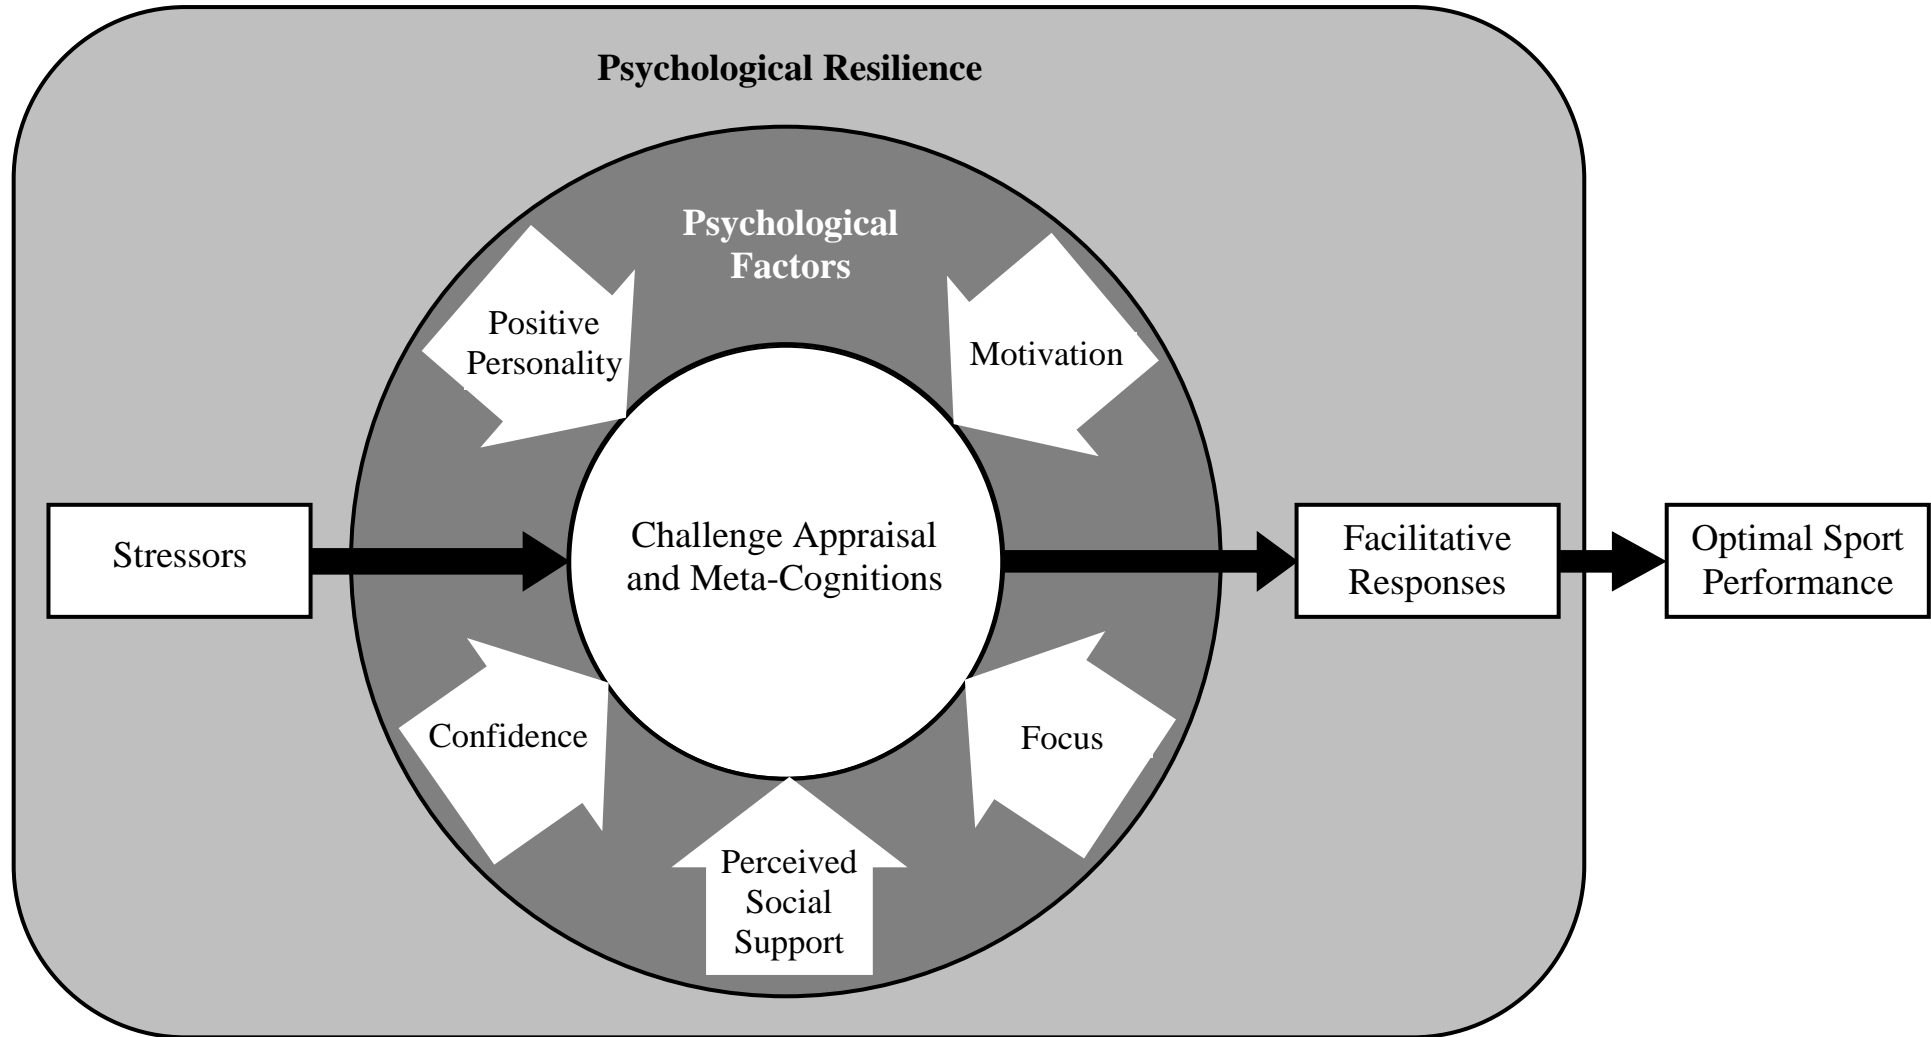 Psychological Resilience
Psychological
Factors
Positive
Personality
Motivation
Stressors
Challenge Appraisal
and Meta-Cognitions
Facilitative
Responses
Optimal Sport
Performance
Confidence
Focus
Perceived
Social
Support